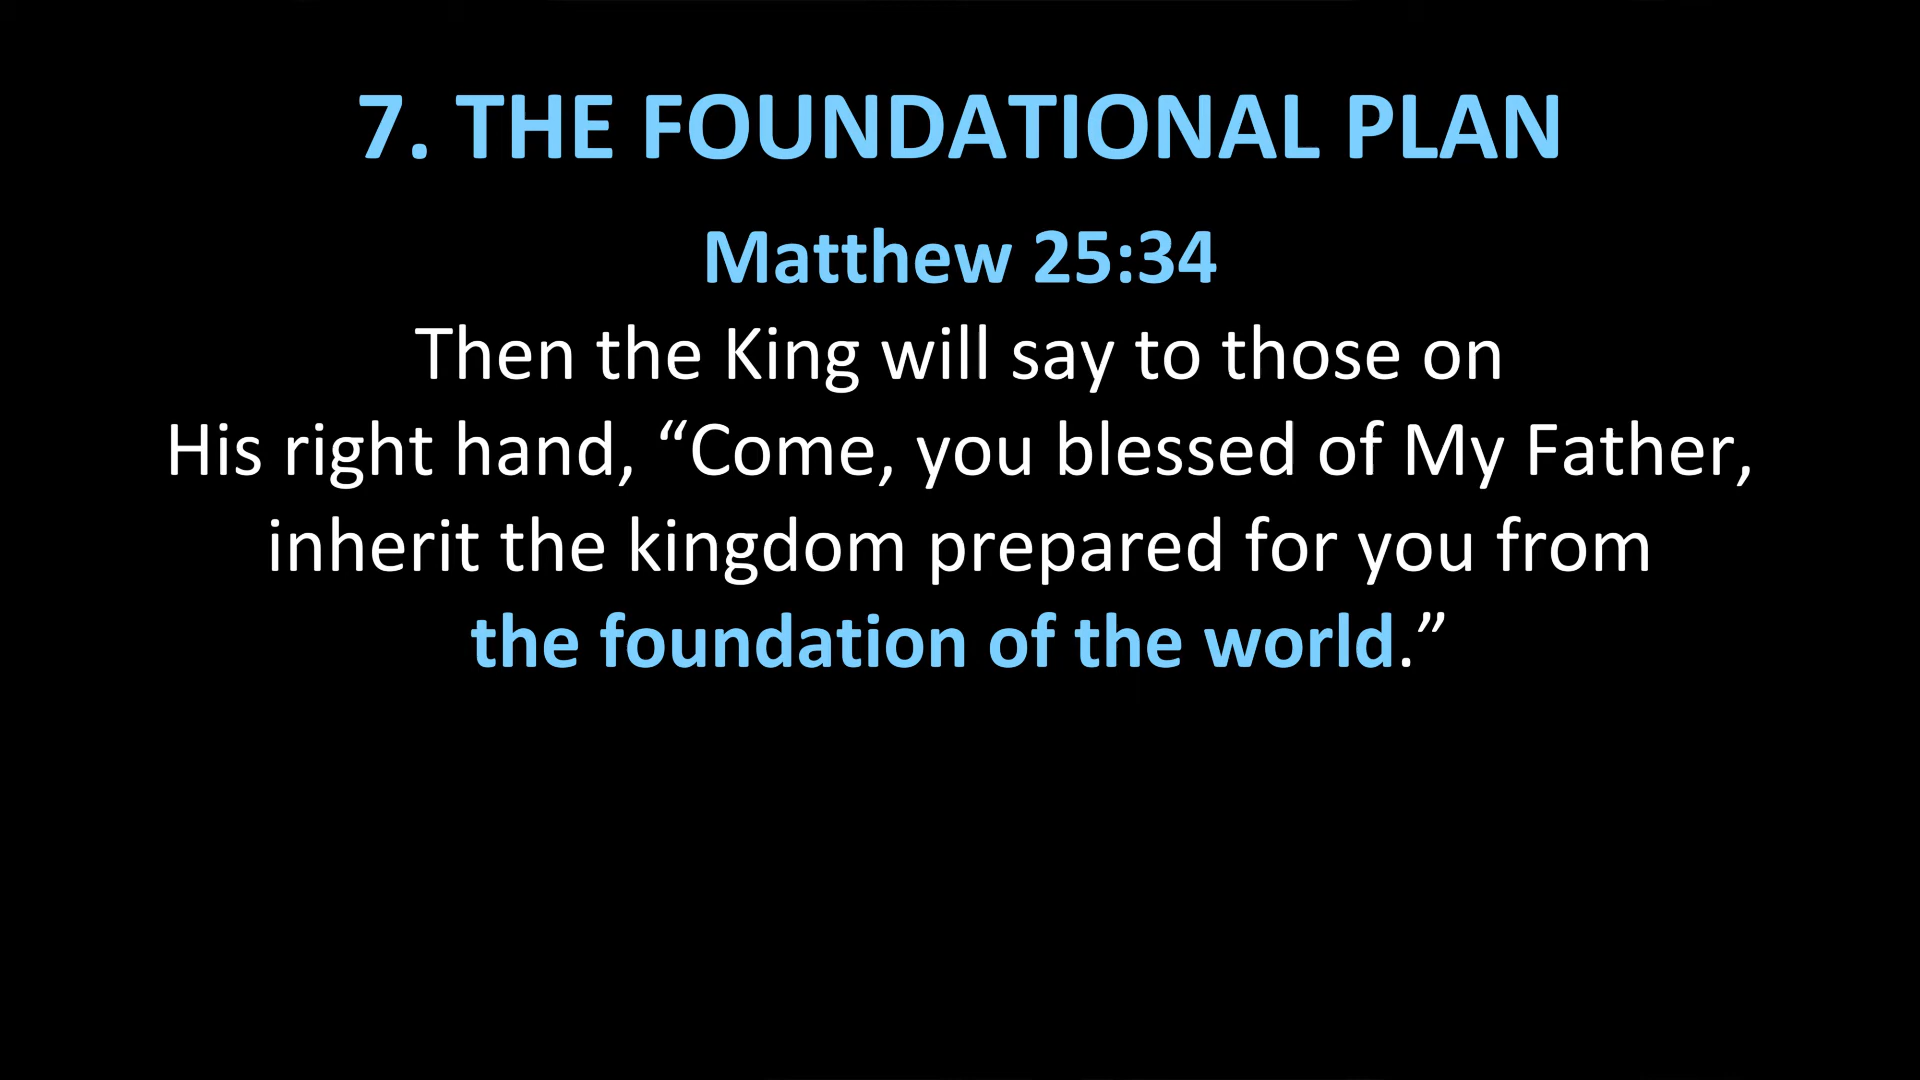 7. THE FOUNDATIONAL PLAN
Matthew 25:34
Then the King will say to those on
His right hand, “Come, you blessed of My Father,
inherit the kingdom prepared for you from
the foundation of the world.”